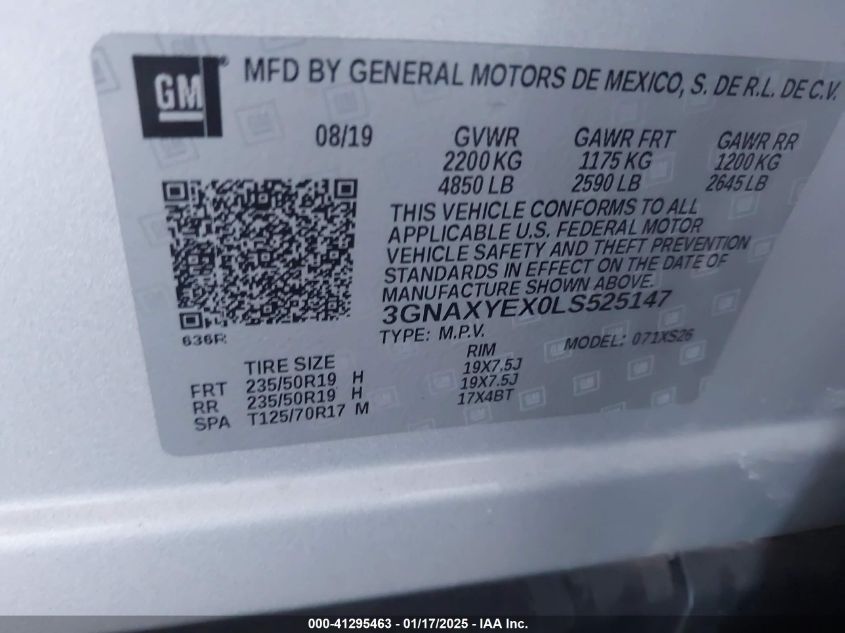 GM® MFD BY GENERAL MOTORS DE MEXICO, S. DE R.L. DE C.V.
08/19 GVWR GAWR FRT GAWR RR
2200 KG 1175 KG 1200 KG
4850 LB 2590 LB 2645 LB
THIS VEHICLE CONFORMS TO ALL
APPLICABLE U.S. FEDERAL MOTOR
VEHICLE SAFETY AND THEFT PREVENTION
STANDARDS IN EFFECT ON THE DATE OF
MANUFACTURE SHOWN ABOVE.
3GNAXYEX0LS525147
636R TYPE: M.P.V. MODEL: 071XS26
TIRE SIZE RIM
FRT 235/50R19 H 19X7.5J
RR 235/50R19 H 19X7.5J
SPA T125/70R17 M 17X4BT
000-41295463 - 01/17/2025 - IAA Inc.